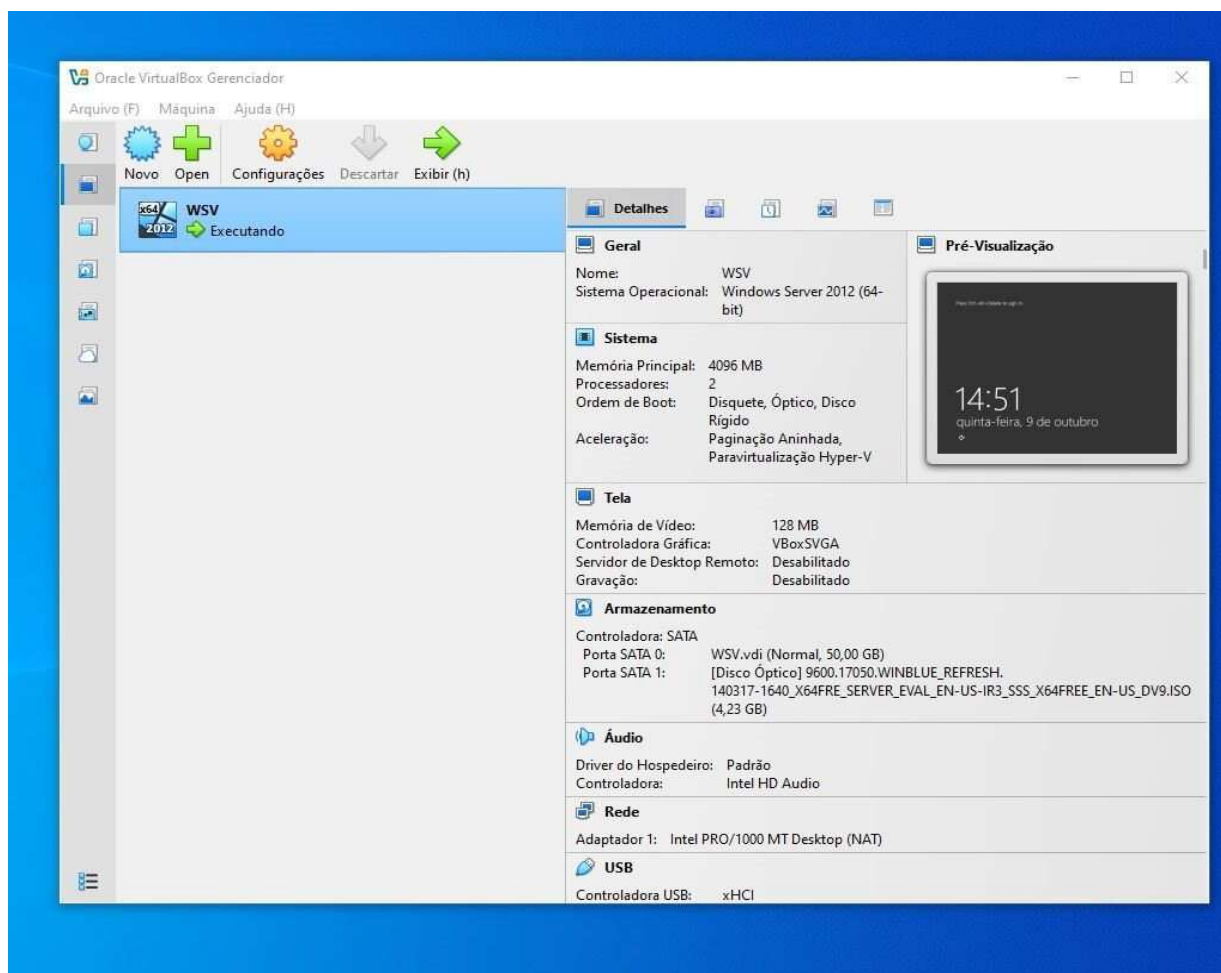 Oracle VirtualBox Gerenciador
Arquivo (F) Máquina Ajuda (H)
Novo Open Configurações Descartar Exibir (h)
x64
2012
WSV
Executando
Detalhes
Geral
Nome: WSV
Sistema Operacional: Windows Server 2012 (64-
bit)
Pré-Visualização
14:51
quinta-feira, 9 de outubro
Sistema
Memória Principal: 4096 MB
Processadores: 2
Ordem de Boot: Disquete, Óptico, Disco
Rígido
Aceleração: Paginação Aninhada,
Paravirtualização Hyper-V
Tela
Memória de Vídeo: 128 MB
Controladora Gráfica: VBoxSVGA
Servidor de Desktop Remoto: Desabilitado
Gravação: Desabilitado
Armazenamento
Controladora: SATA
Porta SATA 0: WSV.vdi (Normal, 50,00 GB)
Porta SATA 1: [Disco Óptico] 9600.17050.WINBLUE_REFRESH.
140317-1640_X64FRE_SERVER_EVAL_EN-US-IR3_SSS_X64FREE_EN-US_DV9.ISO
(4,23 GB)
Áudio
Driver do Hospedeiro: Padrão
Controladora: Intel HD Audio
Rede
Adaptador 1: Intel PRO/1000 MT Desktop (NAT)
USB
Controladora USB: xHCI